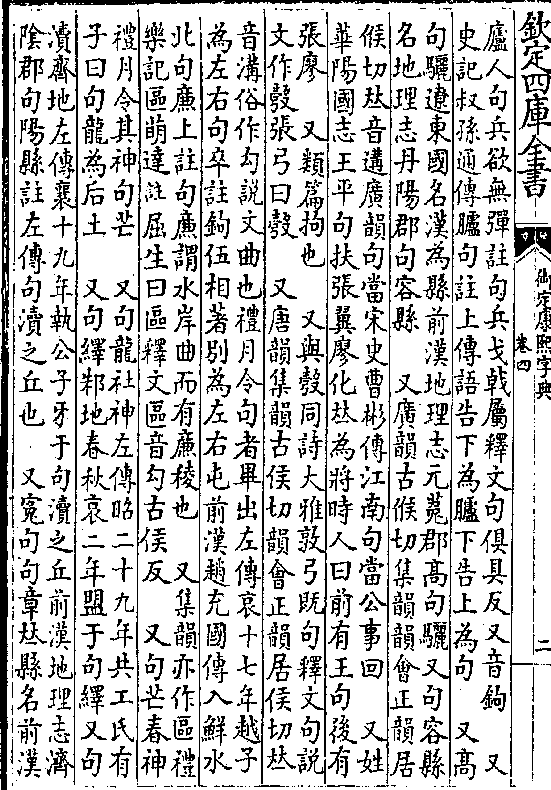 欽定四庫全書
御定康熙字典
卷四
二
廬人句兵欲無彈註句兵戈戟屬釋文句俱具反又音鉤　又
史記叔孫通傳臚句註上傳語告下為臚下告上為句　又高
句驪遼東國名漢為縣前漢地理志元菟郡高句驪又句容縣
名地理志丹陽郡句容縣　又廣韻古候切集韻韻會正韻居
候切𠀤音遘廣韻句當宋史曹彬傳江南句當公事回　又姓
華陽國志王平句扶張翼廖化𠀤為將時人曰前有王句後有
張廖　又類篇拘也　又與彀同詩大雅敦弓既句釋文句說
文作彀張弓曰彀　又唐韻集韻古侯切韻會正韻居侯切𠀤
音溝俗作勾說文曲也禮月令句者畢出左傳哀十七年越子
為左右句卒註鉤伍相著別為左右屯前漢趙充國傳入鮮水
北句廉上註句廉謂水岸曲而有廉稜也　又集韻亦作區禮
樂記區萌達註屈生曰區釋文區音勾古侯反　又句芒春神
禮月令其神句芒　又句龍社神左傳昭二十九年共工氏有
子曰句龍為后土　又句繹邾地春秋哀二年盟于句繹又句
瀆齊地左傳襄十九年執公子牙于句瀆之丘前漢地理志濟
陰郡句陽縣註左傳句瀆之丘也　又寃句句章𠀤縣名前漢